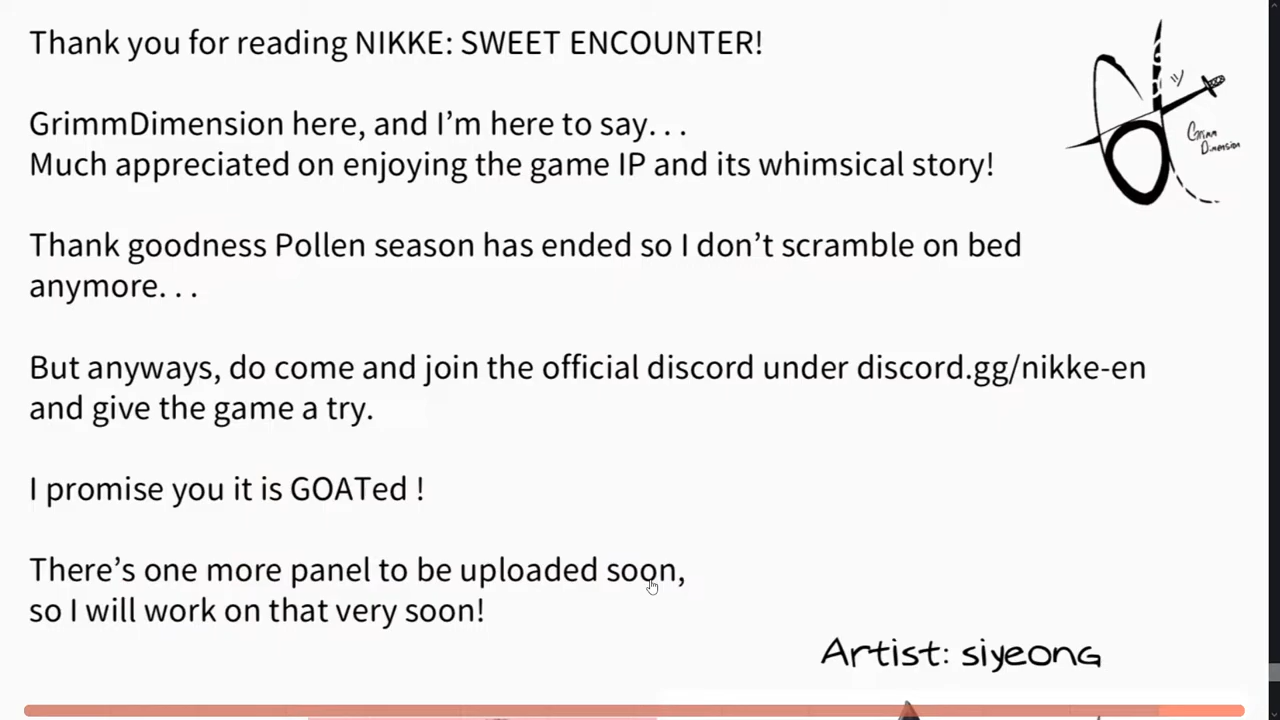 Thank you for reading NIKKE: SWEET ENCOUNTER!
GrimmDimension here, and I’m here to say. . .
Much appreciated on enjoying the game IP and its whimsical story!
Grimm
Dimension
Thank goodness Pollen season has ended so I don’t scramble on bed
anymore. . .
But anyways, do come and join the official discord under discord.gg/nikke-en
and give the game a try.
I promise you it is GOATed !
There’s one more panel to be uploaded soon,
so I will work on that very soon!
Artist: siyeong